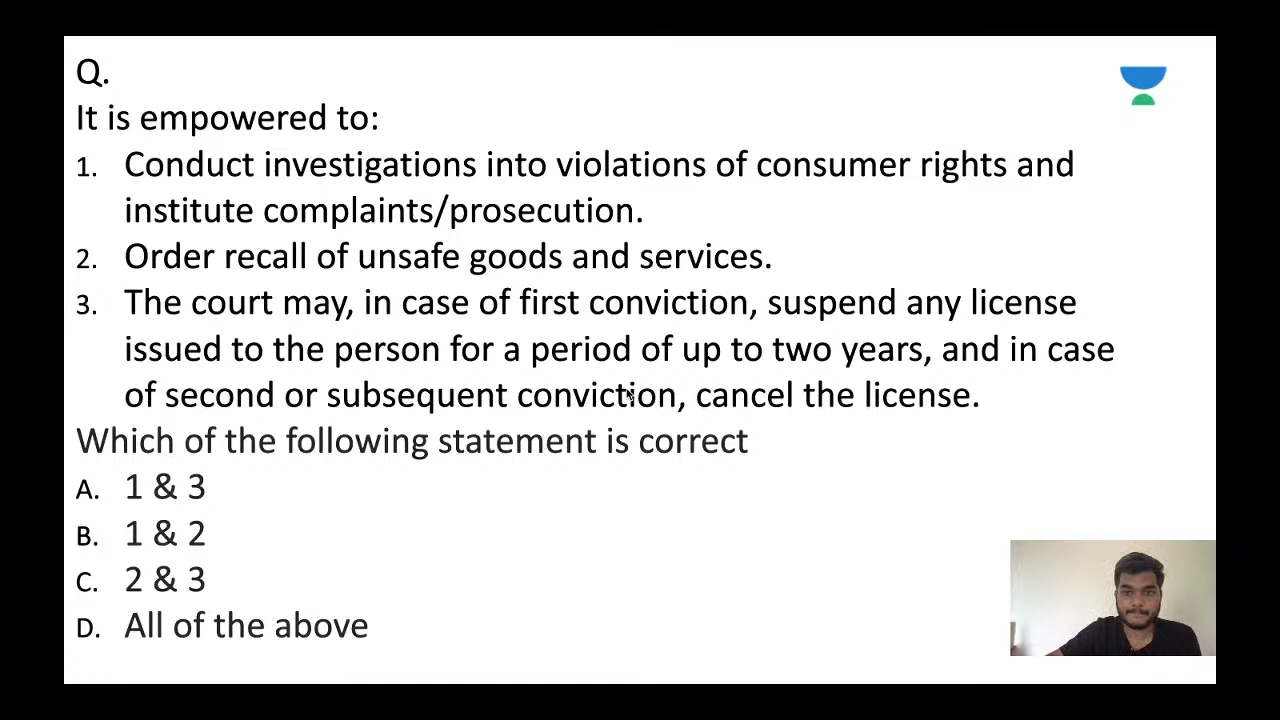 Q.
It is empowered to:
1. Conduct investigations into violations of consumer rights and
institute complaints/prosecution.
2. Order recall of unsafe goods and services.
3. The court may, in case of first conviction, suspend any license
issued to the person for a period of up to two years, and in case
of second or subsequent conviction, cancel the license.
Which of the following statement is correct
A. 1 & 3
B. 1 & 2
C. 2 & 3
D. All of the above